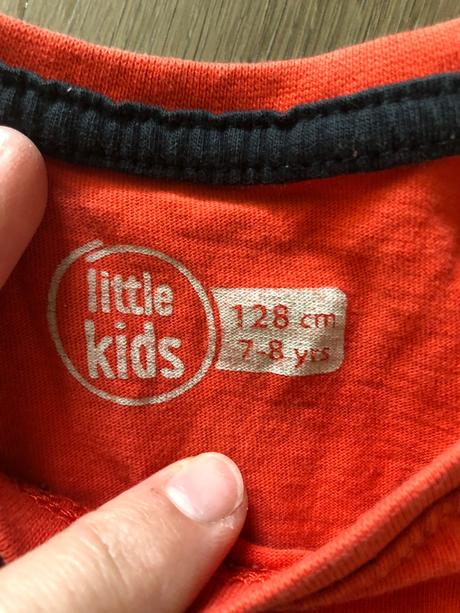 little
kids
128 cm
7-8 yrs